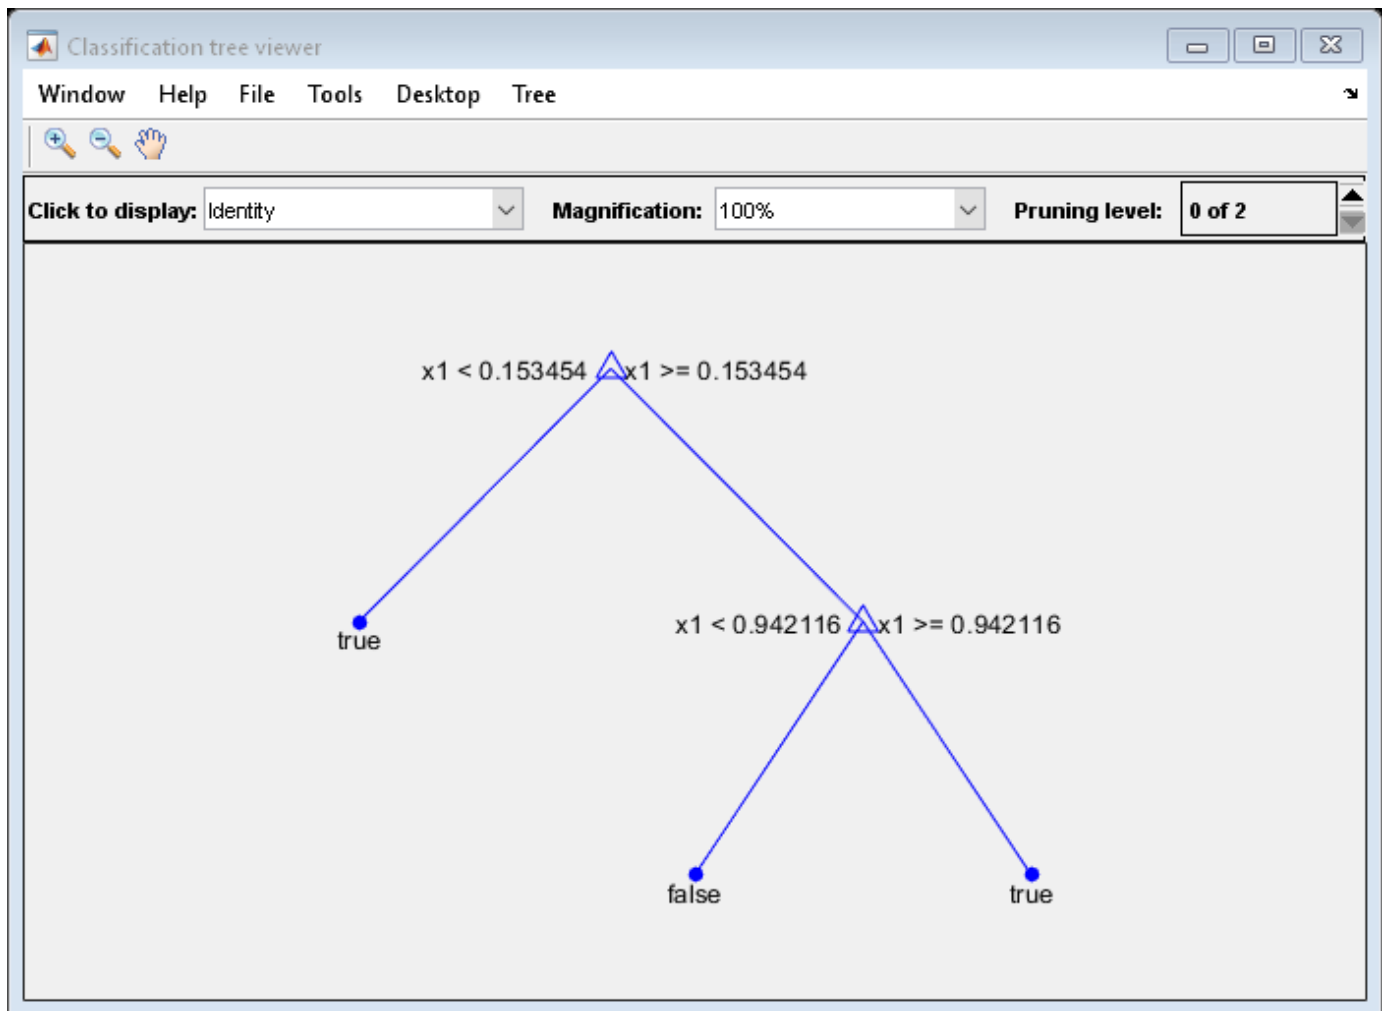 Classification tree viewer
Window Help File Tools Desktop Tree
Click to display: Identity Magnification: 100% Pruning level: 0 of 2
x1 < 0.153454 x1 >= 0.153454
true
x1 < 0.942116 x1 >= 0.942116
false true